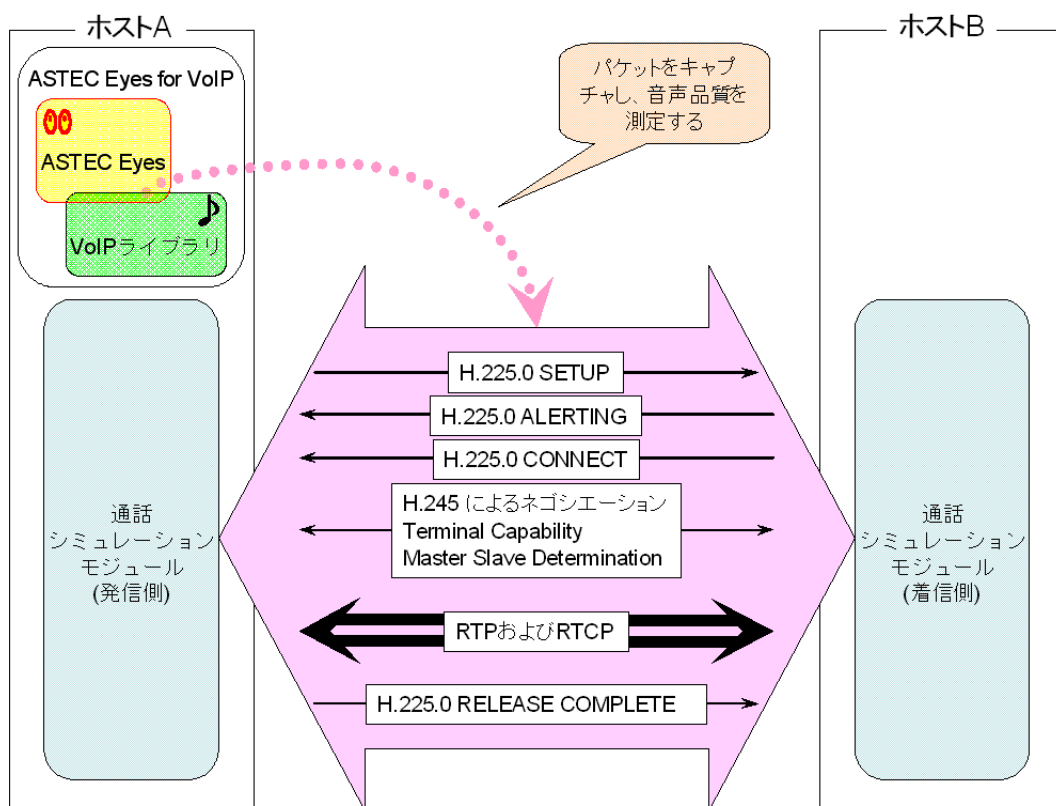 ホストA
ホストB
ASTEC Eyes for VoIP
ASTEC Eyes
VoIPライブラリ
パケットをキャプ
チャし、音声品質を
測定する
H.225.0 SETUP
H.225.0 ALERTING
H.225.0 CONNECT
H.245 によるネゴシエーション
Terminal Capability
Master Slave Determination
RTPおよびRTCP
H.225.0 RELEASE COMPLETE
通話
シミュレーション
モジュール
(発信側)
通話
シミュレーション
モジュール
(着信側)